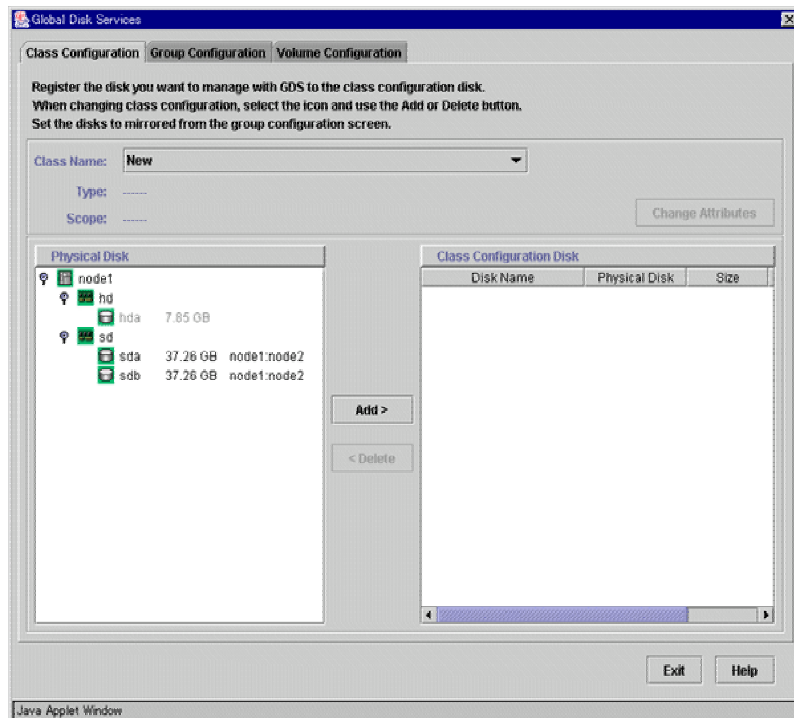 Global Disk Services
Class Configuration Group Configuration Volume Configuration
Register the disk you want to manage with GDS to the class configuration disk.
When changing class configuration, select the icon and use the Add or Delete button.
Set the disks to mirrored from the group configuration screen.
Class Name: New
Type: -----
Scope: -----
Change Attributes
Physical Disk
node1
hd
hda 7.85 GB
sd
sda 37.26 GB node1:node2
sdb 37.26 GB node1:node2
Add >
< Delete
Class Configuration Disk
Disk Name Physical Disk Size
Exit Help
Java Applet Window